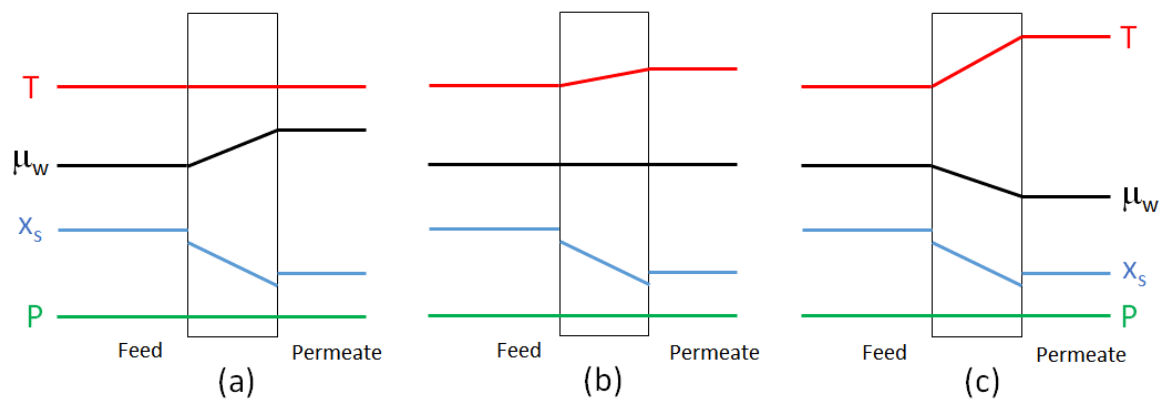 T
μw
xs
P
Feed
Permeate
(a)
Feed
Permeate
(b)
T
μw
xs
P
Feed
Permeate
(c)